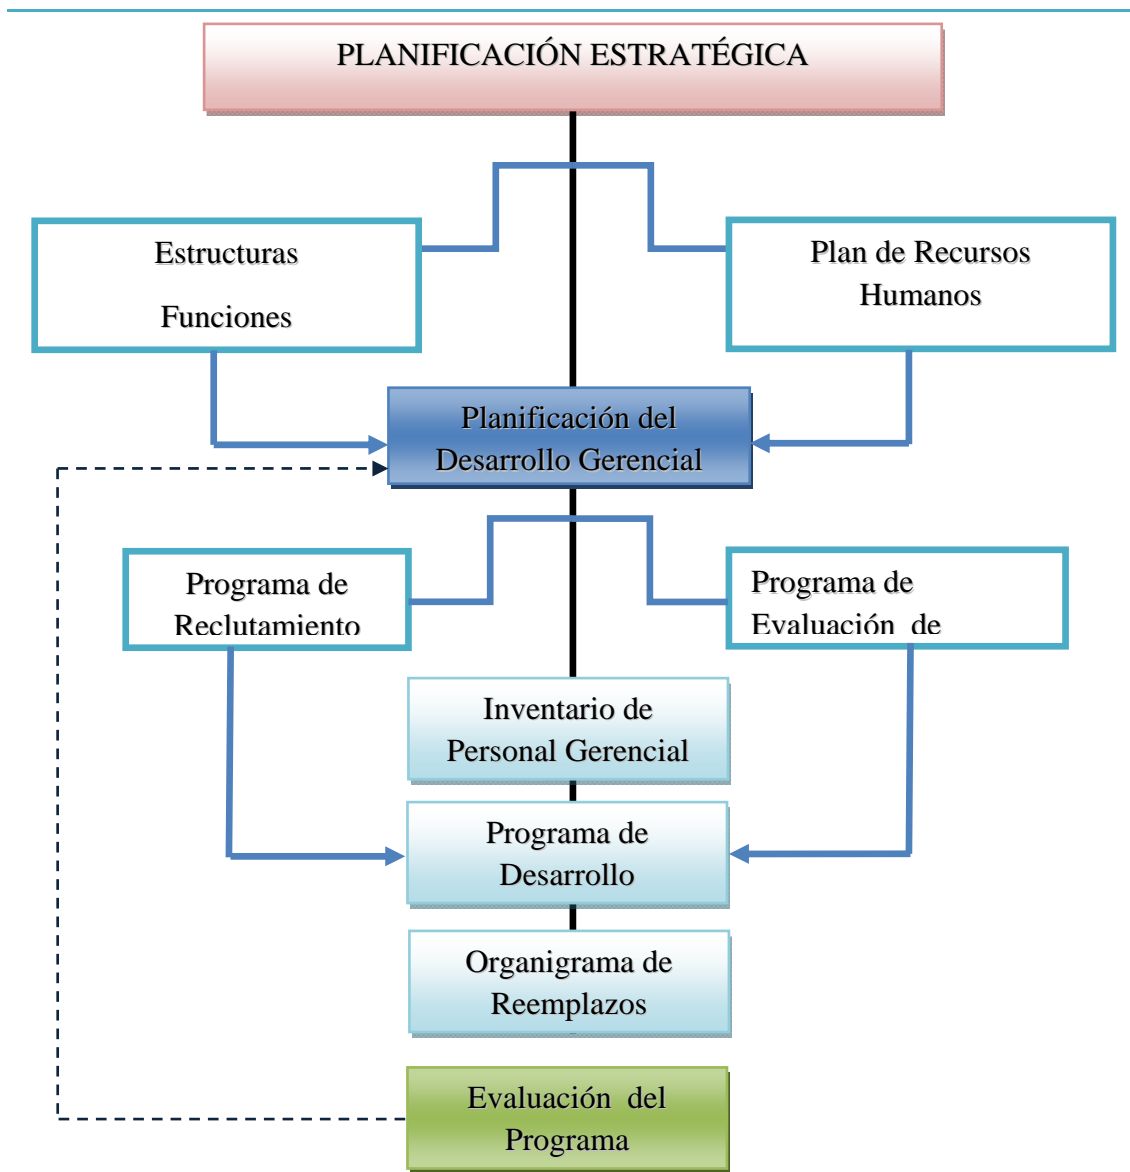 PLANIFICACIÓN ESTRATÉGICA
Estructuras
Funciones
Plan de Recursos
Humanos
Planificación del
Desarrollo Gerencial
Programa de
Reclutamiento
Programa de
Evaluación de
Inventario de
Personal Gerencial
Programa de
Desarrollo
Organigrama de
Reemplazos
Evaluación del
Programa